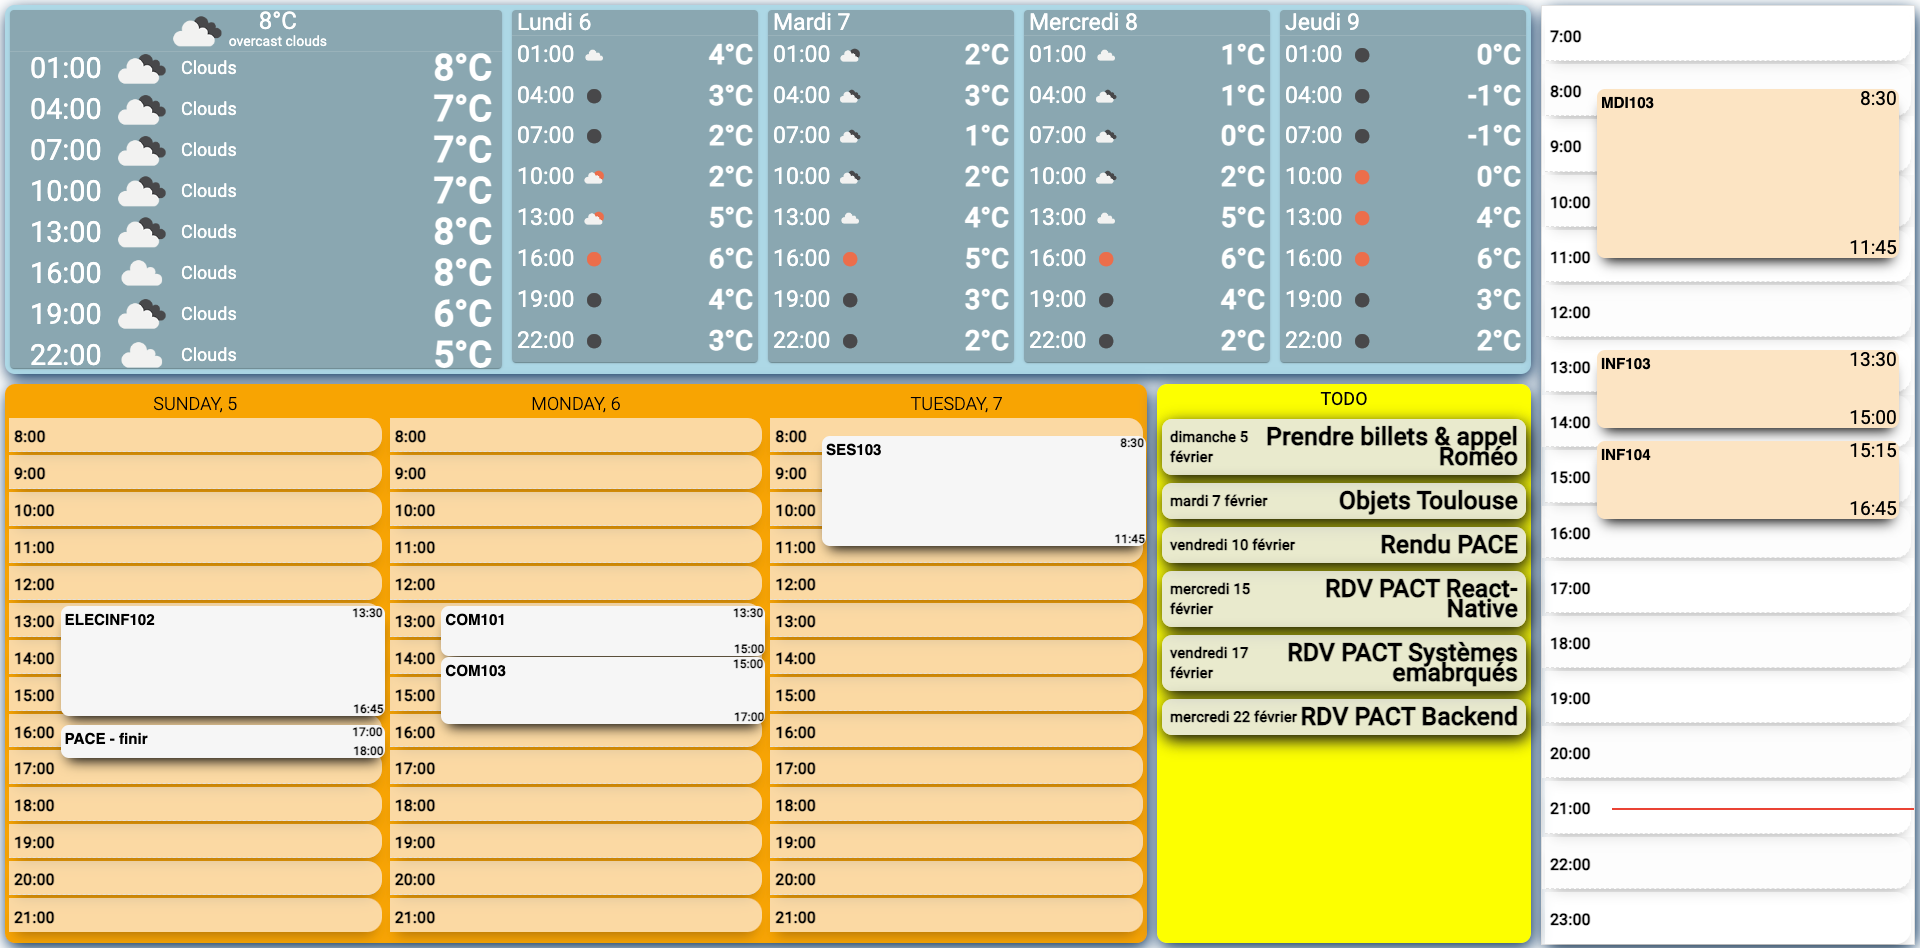 8°C
overcast clouds
01:00 Clouds 8°C
04:00 Clouds 7°C
07:00 Clouds 7°C
10:00 Clouds 7°C
13:00 Clouds 8°C
16:00 Clouds 8°C
19:00 Clouds 6°C
22:00 Clouds 5°C
Lundi 6
01:00 4°C
04:00 3°C
07:00 2°C
10:00 2°C
13:00 5°C
16:00 6°C
19:00 4°C
22:00 3°C
Mardi 7
01:00 2°C
04:00 3°C
07:00 1°C
10:00 2°C
13:00 4°C
16:00 5°C
19:00 3°C
22:00 2°C
Mercredi 8
01:00 1°C
04:00 1°C
07:00 0°C
10:00 2°C
13:00 5°C
16:00 6°C
19:00 4°C
22:00 2°C
Jeudi 9
01:00 0°C
04:00 -1°C
07:00 -1°C
10:00 0°C
13:00 4°C
16:00 6°C
19:00 3°C
22:00 2°C
SUNDAY, 5
8:00
9:00
10:00
11:00
12:00
13:00
14:00
15:00
16:00
17:00
18:00
19:00
20:00
21:00
ELECINF102 13:30
16:45
PACE - finir 17:00
18:00
MONDAY, 6
8:00
9:00
10:00
11:00
12:00
13:00
14:00
15:00
16:00
17:00
18:00
19:00
20:00
21:00
COM101 13:30
15:00
COM103 15:00
17:00
TUESDAY, 7
8:00
9:00
10:00
11:00
12:00
13:00
14:00
15:00
16:00
17:00
18:00
19:00
20:00
21:00
SES103 8:30
11:45
TODO
dimanche 5 Prendre billets & appel
février Roméo
mardi 7 février Objets Toulouse
vendredi 10 février Rendu PACE
mercredi 15 RDV PACT React-
février Native
vendredi 17 RDV PACT Systèmes
février emabrqués
mercredi 22 février RDV PACT Backend
7:00
8:00
9:00
10:00
11:00
12:00
13:00
14:00
15:00
16:00
17:00
18:00
19:00
20:00
21:00
22:00
23:00
MDI103 8:30
11:45
INF103 13:30
15:00
INF104 15:15
16:45